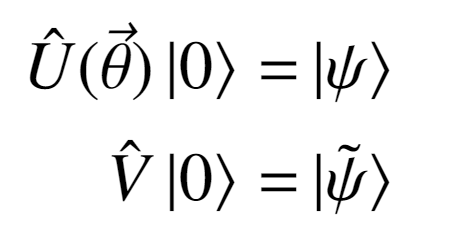 Û(θ⃗)|0⟩ = |ψ⟩
V̂|0⟩ = |ψ̃⟩